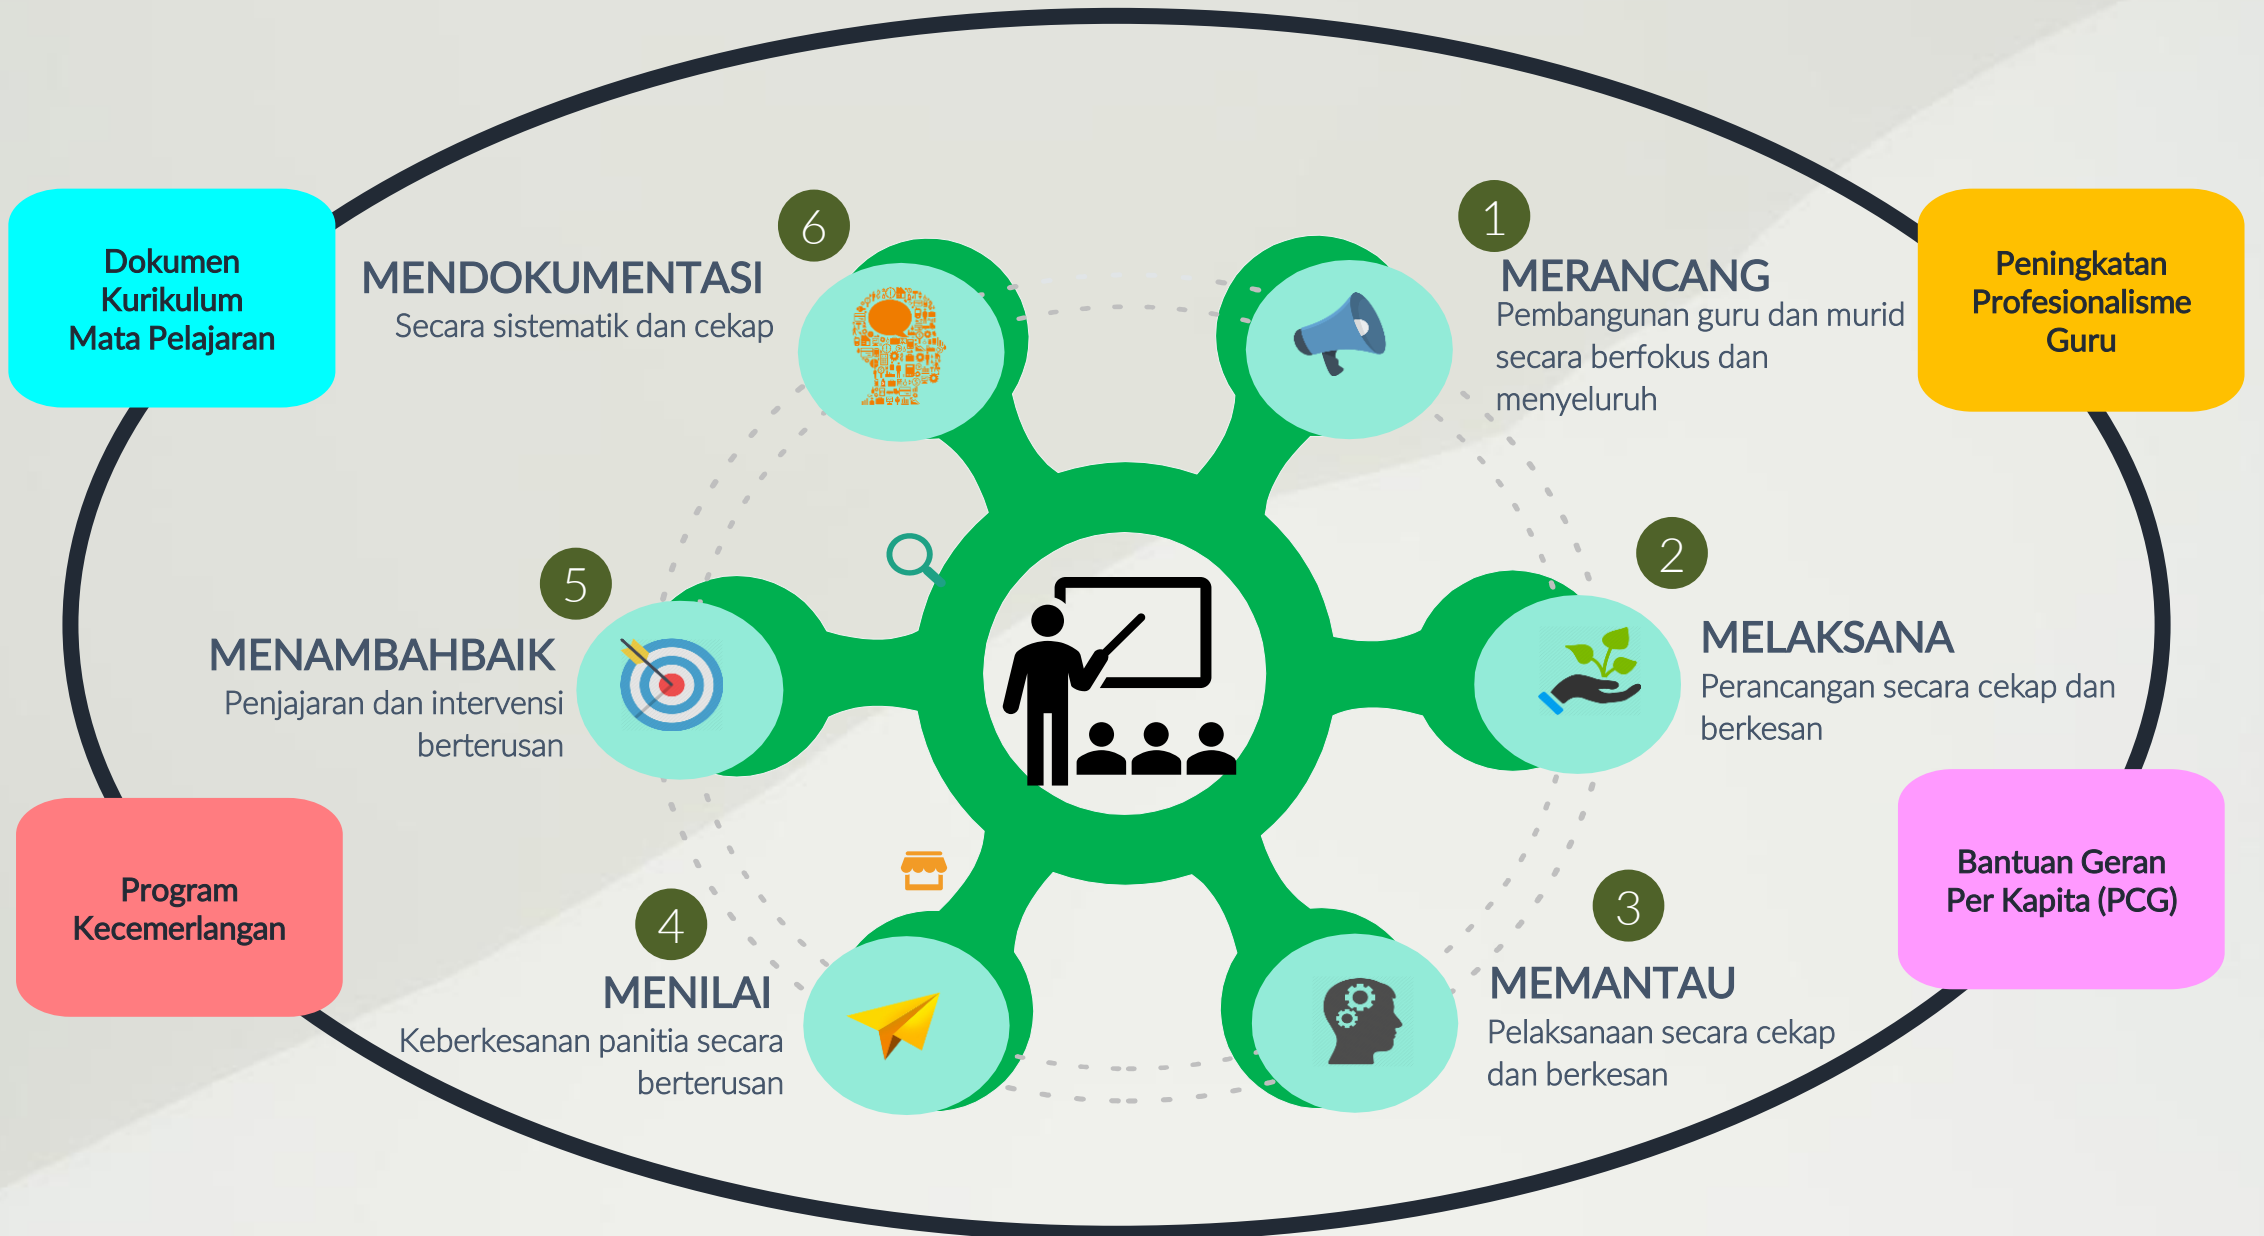 Dokumen
Kurikulum
Mata Pelajaran
Peningkatan
Profesionalisme
Guru
1
MERANCANG
Pembangunan guru dan murid
secara berfokus dan
menyeluruh
2
MELAKSANA
Perancangan secara cekap dan
berkesan
3
MEMANTAU
Pelaksanaan secara cekap
dan berkesan
4
MENILAI
Keberkesanan panitia secara
berterusan
5
MENAMBAHBAIK
Penjajaran dan intervensi
berterusan
6
MENDOKUMENTASI
Secara sistematik dan cekap
Program
Kecemerlangan
Bantuan Geran
Per Kapita (PCG)